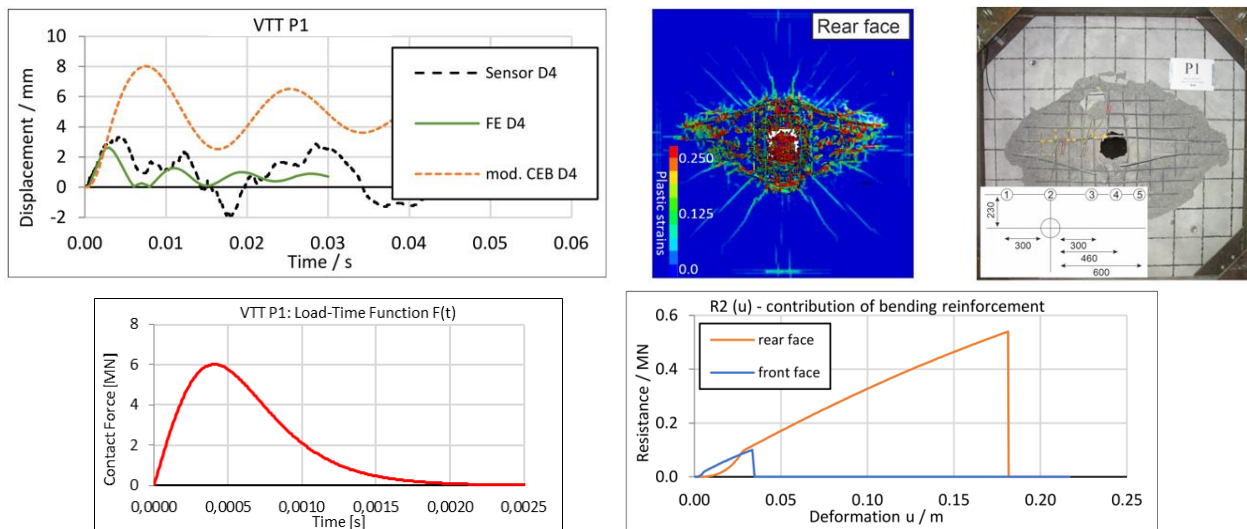 VTT P1
Displacement / mm
10
8
6
4
2
0
-2
0.00 0.01 0.02 0.03 0.04 0.05 0.06
Time / s
Sensor D4
FE D4
mod. CEB D4
Rear face
Plastic strains
0.250
0.125
0.0
P1
1 2 3 4 5
230
300 300
460
600
VTT P1: Load-Time Function F(t)
Contact Force [MN]
8
6
4
2
0
0,0000 0,0005 0,0010 0,0015 0,0020 0,0025
Time [s]
R2 (u) - contribution of bending reinforcement
Resistance / MN
0.6
0.4
0.2
0.0
0.00 0.05 0.10 0.15 0.20 0.25
Deformation u / m
rear face
front face